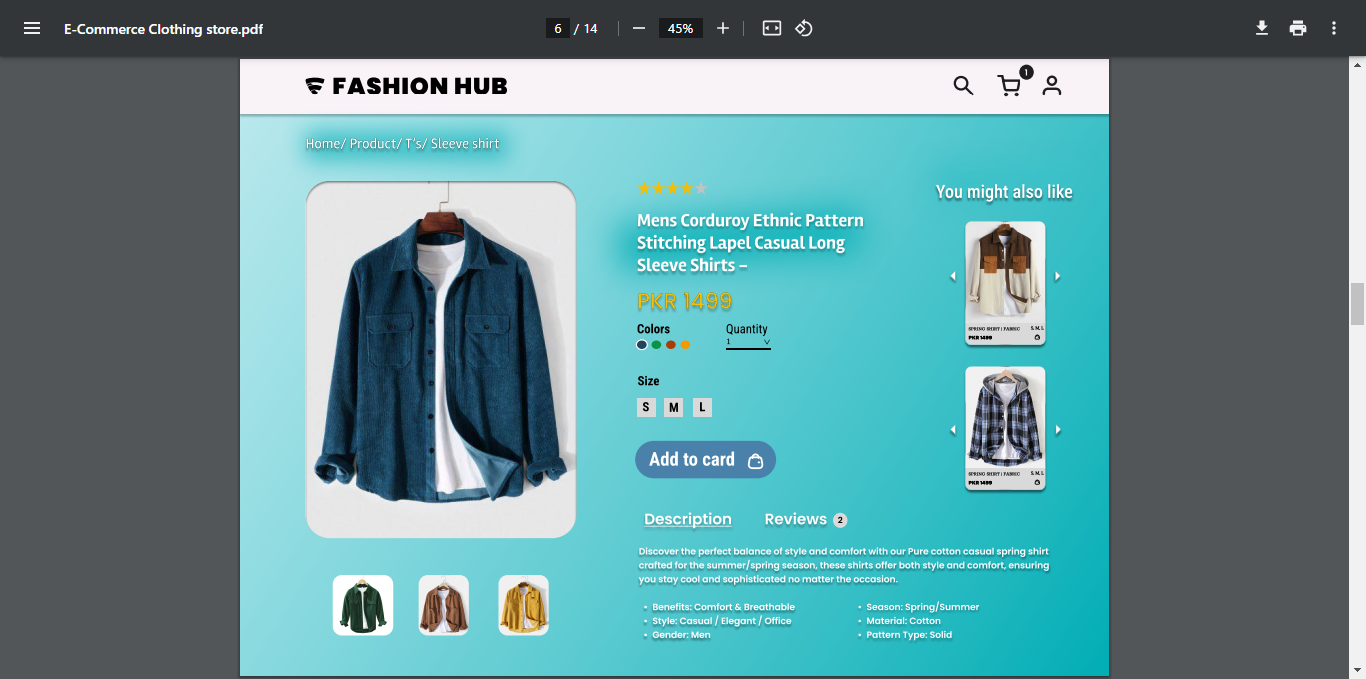 E-Commerce Clothing store.pdf
6 / 14
45%
FASHION HUB
1
Home/ Product/ T's/ Sleeve shirt
Mens Corduroy Ethnic Pattern
Stitching Lapel Casual Long
Sleeve Shirts –
PKR 1499
Colors
Quantity
1
Size
S M L
Add to card
Description
Reviews 2
Discover the perfect balance of style and comfort with our Pure cotton casual spring shirt
crafted for the summer/spring season, these shirts offer both style and comfort, ensuring
you stay cool and sophisticated no matter the occasion.
• Benefits: Comfort & Breathable
• Style: Casual / Elegant / Office
• Gender: Men
• Season: Spring/Summer
• Material: Cotton
• Pattern Type: Solid
You might also like
SPRING SHIRT | FABRIC S, M, L
PKR 1499
SPRING SHIRT | FABRIC S, M, L
PKR 1499